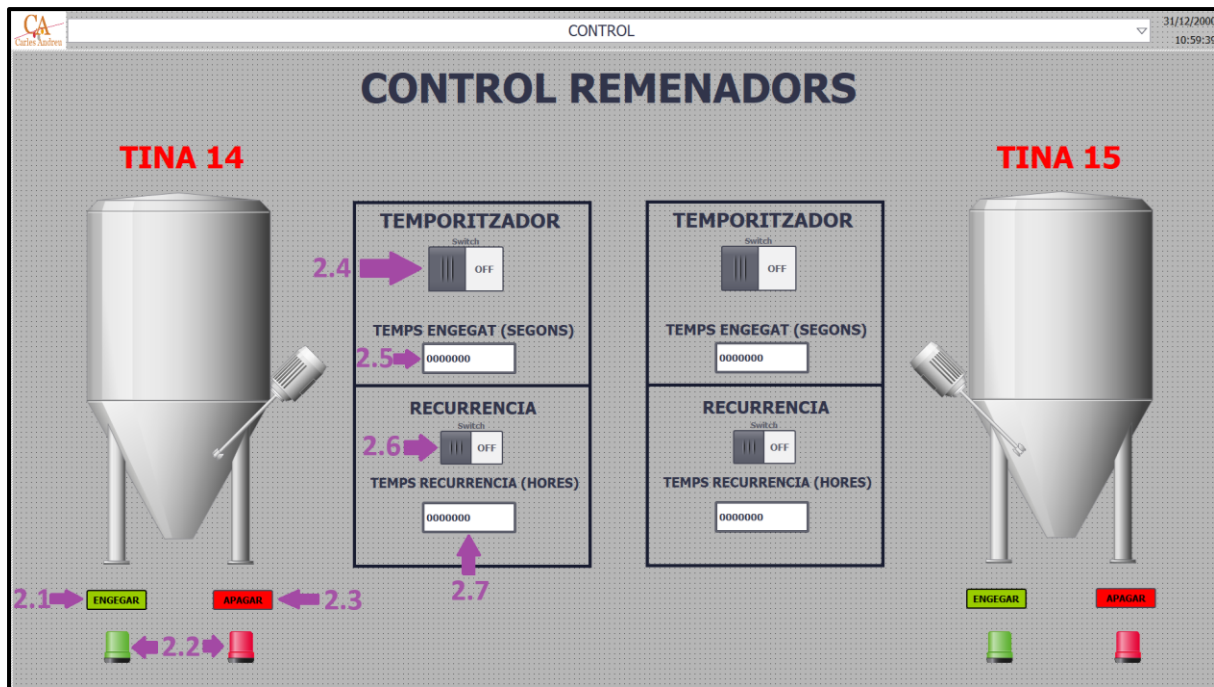 CA
Carles Andreu
CONTROL
31/12/2000
10:59:39
CONTROL REMENADORS
TINA 14
TINA 15
TEMPORITZADOR
Switch
OFF
2.4
TEMPS ENGEGAT (SEGONS)
0000000
2.5
RECURRENCIA
Switch
OFF
2.6
TEMPS RECURRENCIA (HORES)
0000000
2.7
TEMPORITZADOR
Switch
OFF
TEMPS ENGEGAT (SEGONS)
0000000
RECURRENCIA
Switch
OFF
TEMPS RECURRENCIA (HORES)
0000000
2.1
ENGEGAR
APAGAR
2.3
2.2
ENGEGAR
APAGAR